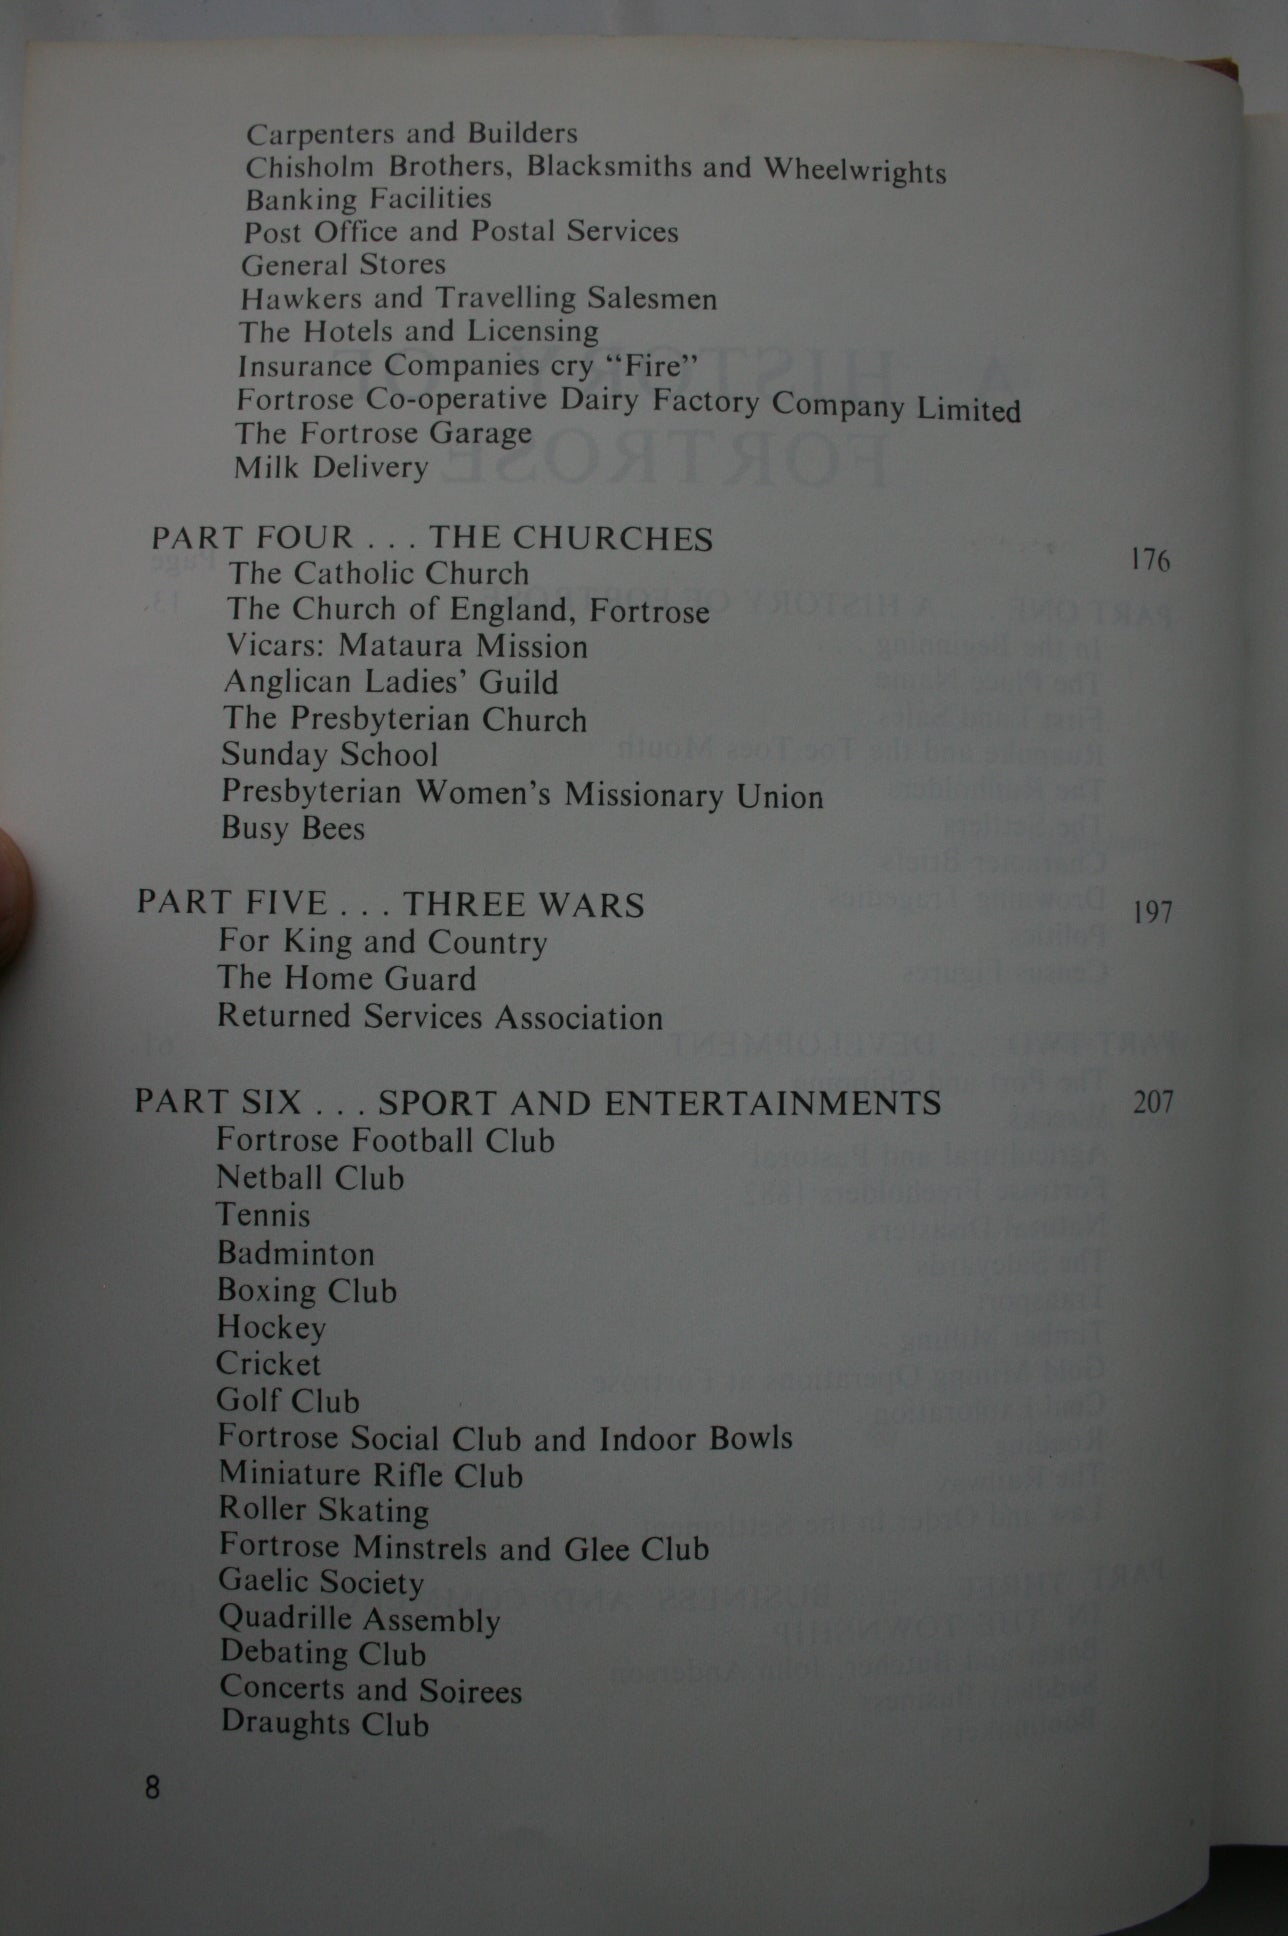 Carpenters and Builders
Chisholm Brothers, Blacksmiths and Wheelwrights
Banking Facilities
Post Office and Postal Services
General Stores
Hawkers and Travelling Salesmen
The Hotels and Licensing
Insurance Companies cry “Fire”
Fortrose Co-operative Dairy Factory Company Limited
The Fortrose Garage
Milk Delivery
PART FOUR . . . THE CHURCHES 176
The Catholic Church
The Church of England, Fortrose
Vicars: Mataura Mission
Anglican Ladies’ Guild
The Presbyterian Church
Sunday School
Presbyterian Women’s Missionary Union
Busy Bees
PART FIVE . . . THREE WARS 197
For King and Country
The Home Guard
Returned Services Association
PART SIX . . . SPORT AND ENTERTAINMENTS 207
Fortrose Football Club
Netball Club
Tennis
Badminton
Boxing Club
Hockey
Cricket
Golf Club
Fortrose Social Club and Indoor Bowls
Miniature Rifle Club
Roller Skating
Fortrose Minstrels and Glee Club
Gaelic Society
Quadrille Assembly
Debating Club
Concerts and Soirees
Draughts Club
8